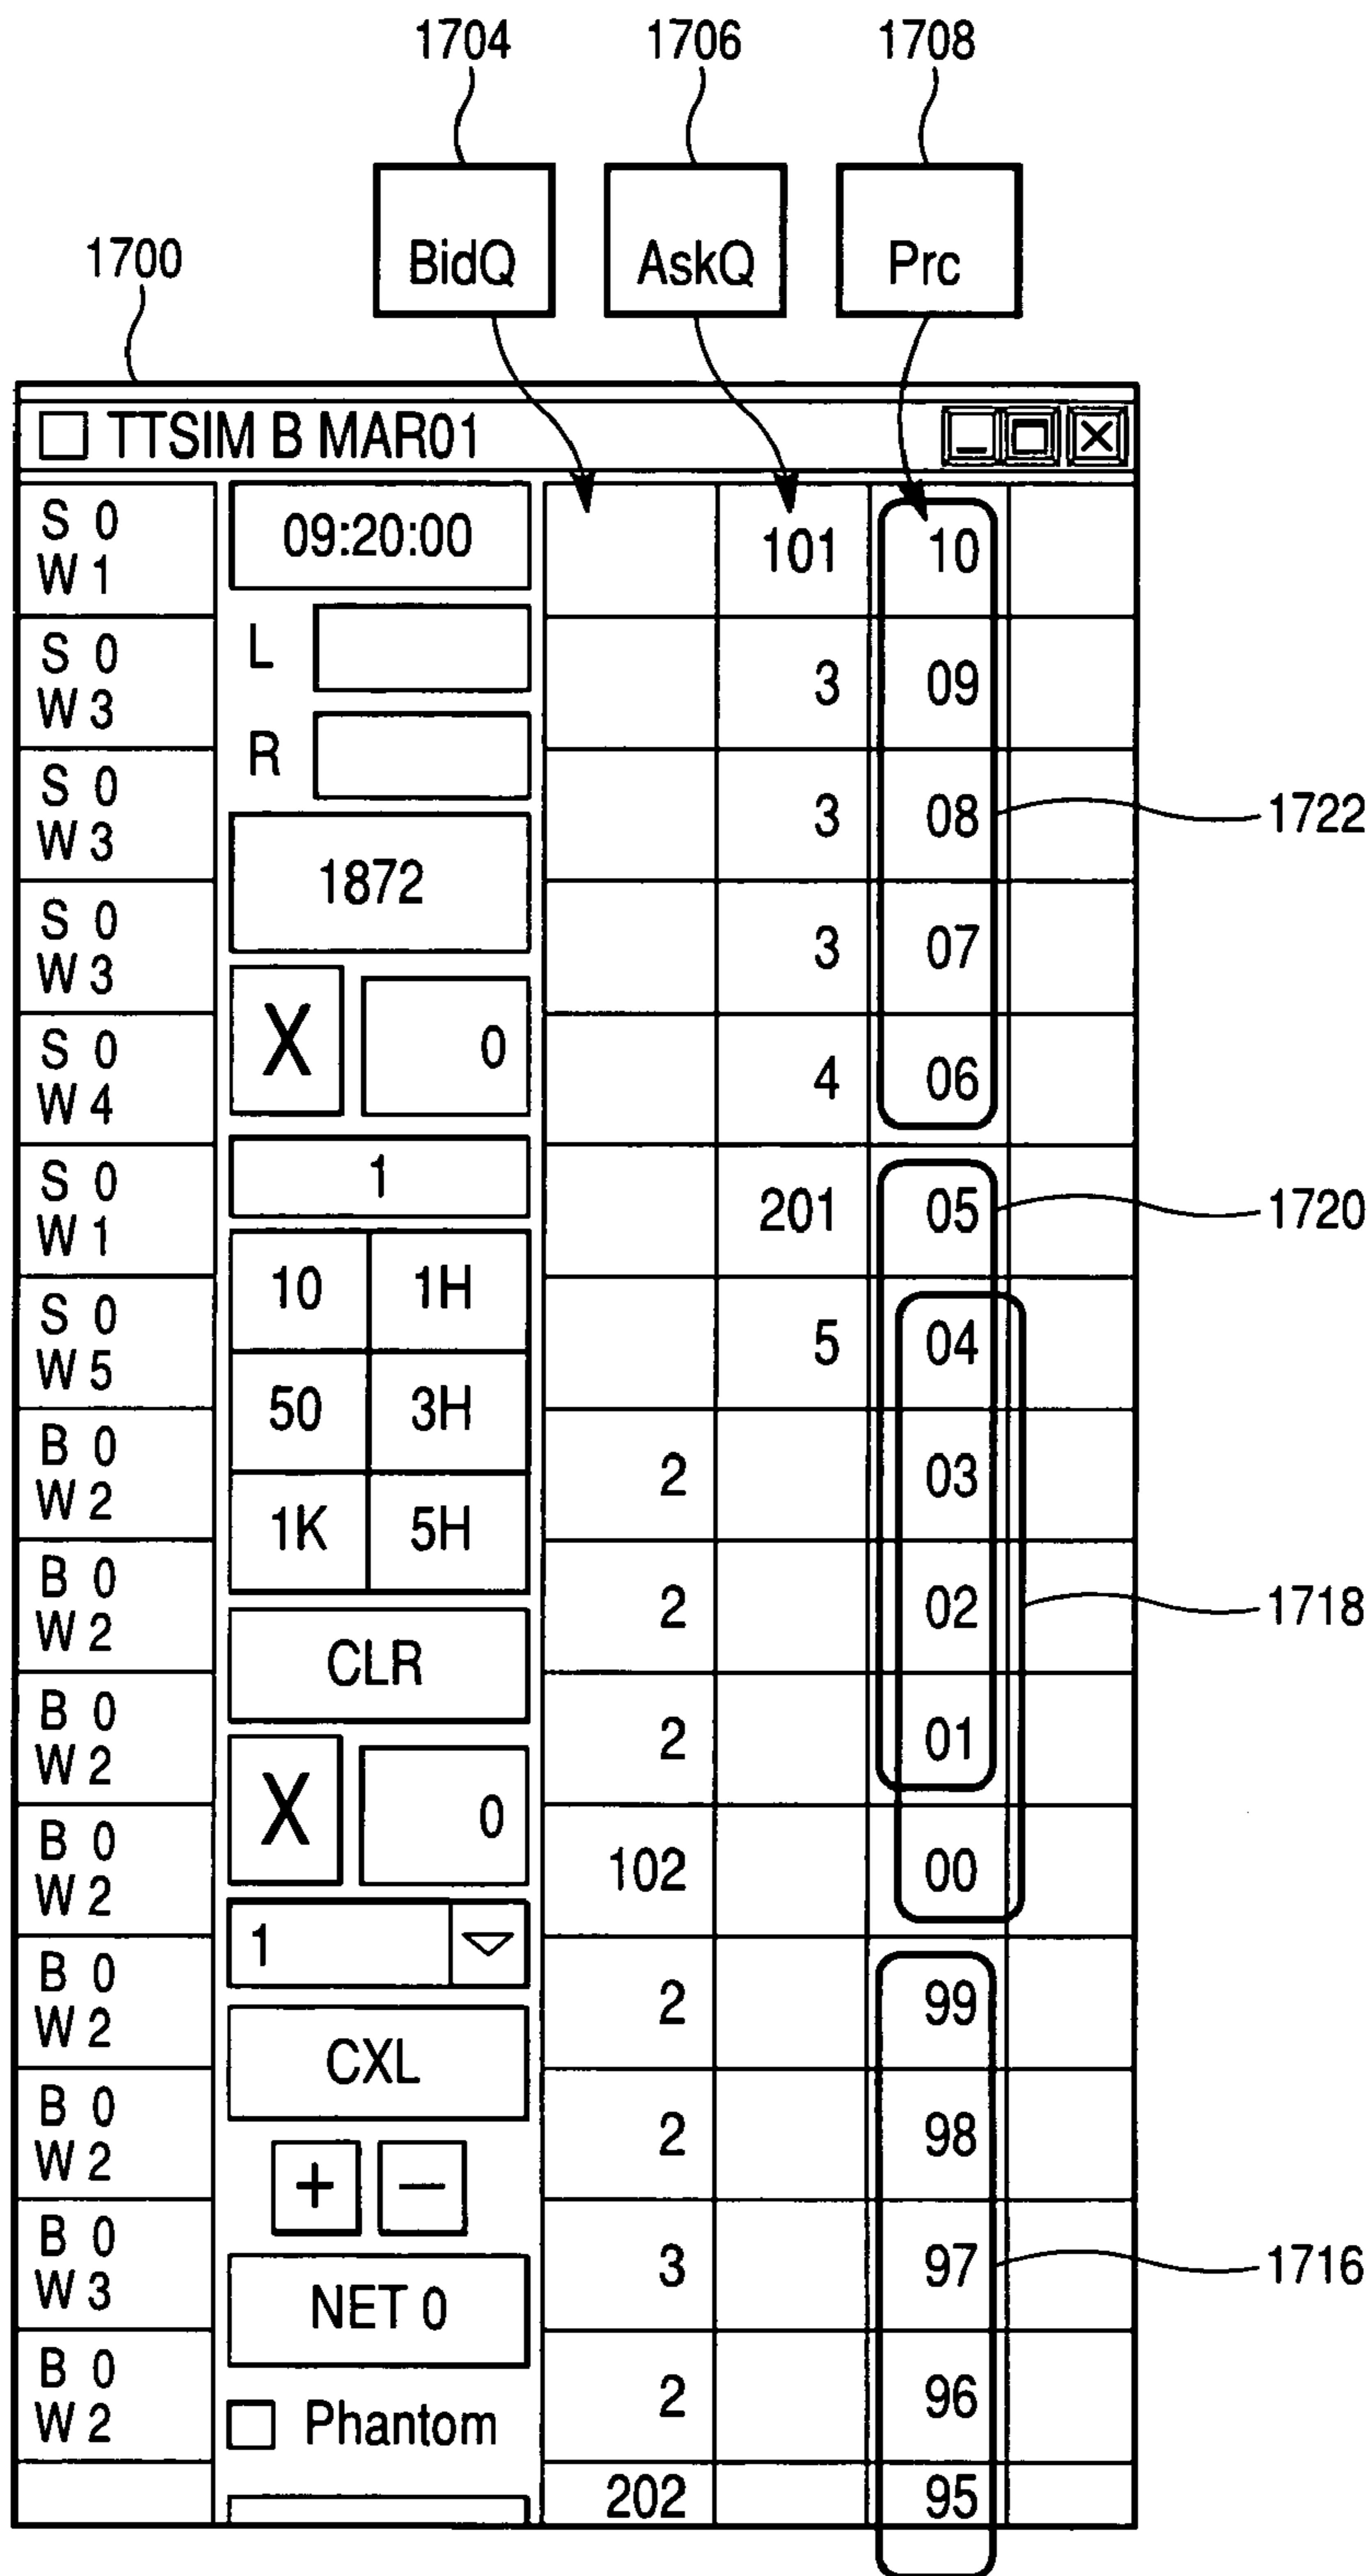 1704 1706 1708
1700 BidQ AskQ Prc
TTSIM B MAR01
S 0
W 1
09:20:00
101 10
S 0
W 3
L
3 09
S 0
W 3
R
3 08
1722
S 0
W 3
1872
3 07
S 0
W 4
X 0
4 06
S 0
W 1
1
201 05
1720
S 0
W 5
10 1H
5 04
B 0
W 2
50 3H
2 03
B 0
W 2
1K 5H
2 02
1718
B 0
W 2
CLR
2 01
B 0
W 2
X 0
102 00
B 0
W 2
1
2 99
B 0
W 2
CXL
2 98
B 0
W 3
+ −
3 97
1716
B 0
W 2
NET 0
2 96
Phantom
202 95